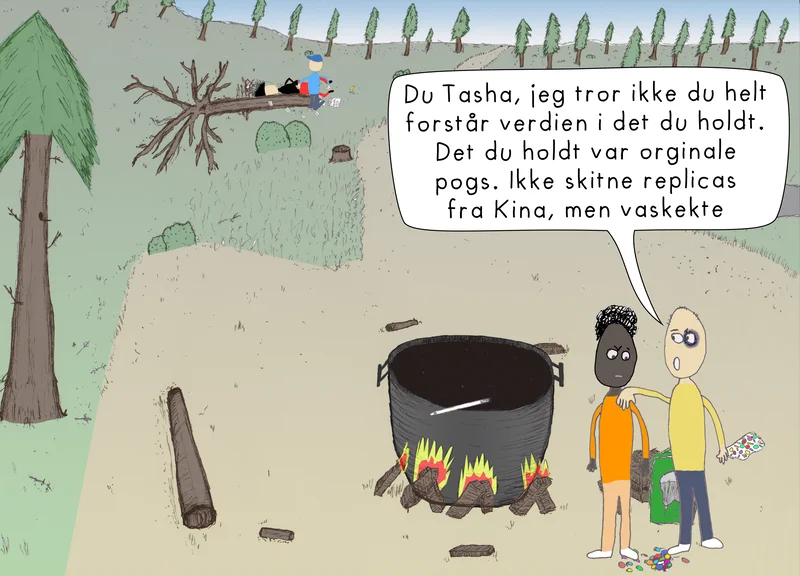 Du Tasha, jeg tror ikke du helt
forstår verdien i det du holdt.
Det du holdt var orginale
pogs. Ikke skitne replicas
fra Kina, men vaskekte